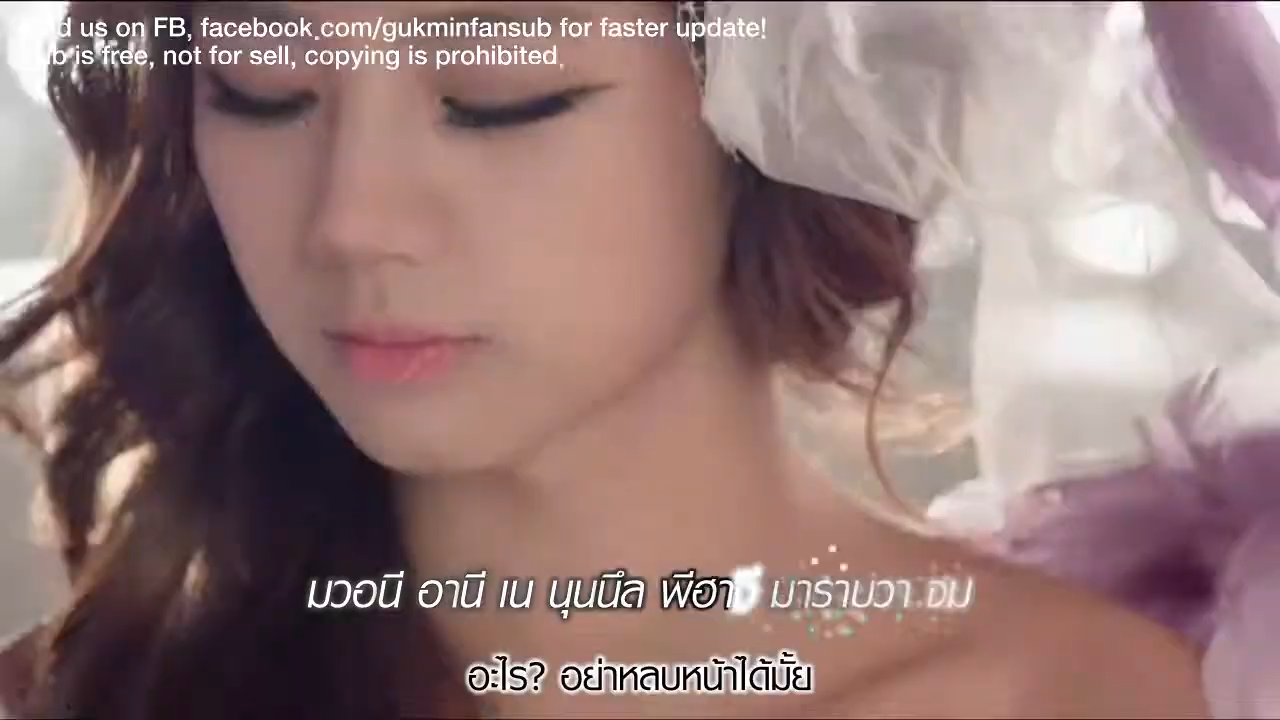 us on FB, facebook.com/gukminfansub for faster update!
is free, not for sell, copying is prohibited.
มวอนี อานี เน นุนนึล พีฮาจี มาราบวา จม
อะไร? อย่าหลบหน้าได้มั้ย